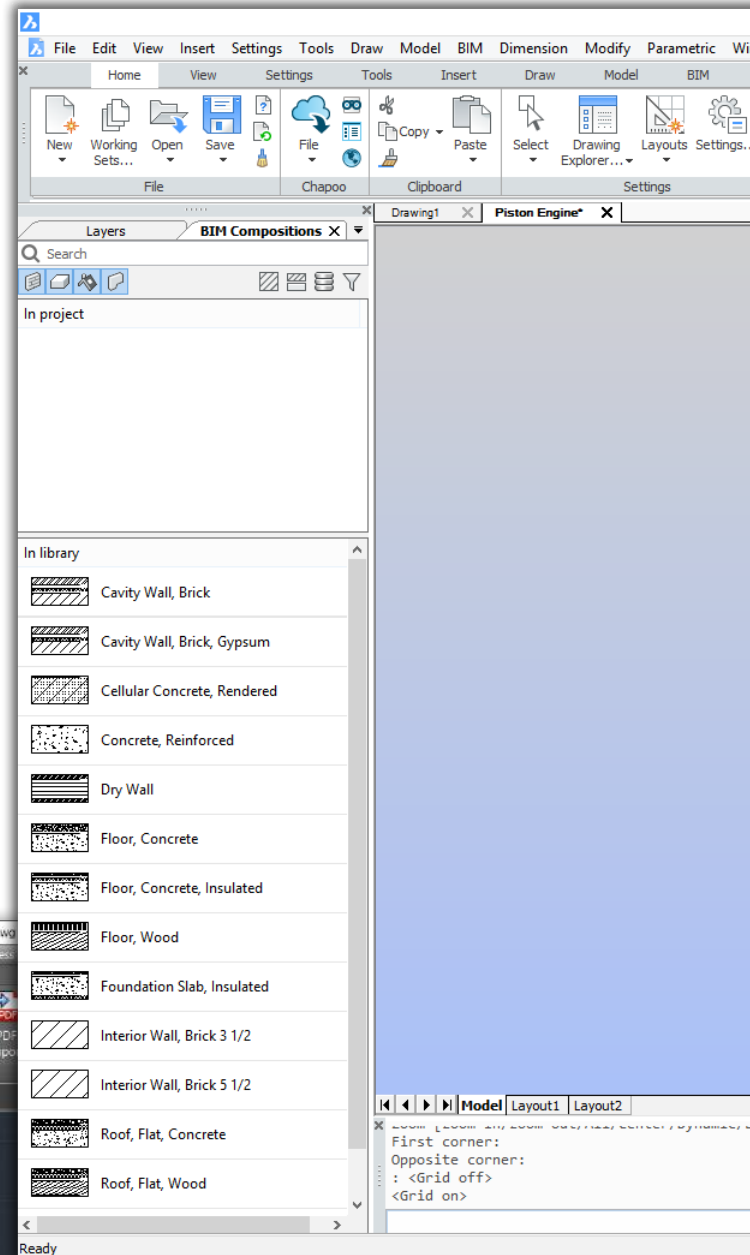 File Edit View Insert Settings Tools Draw Model BIM Dimension Modify Parametric Wi
Home View Settings Tools Insert Draw Model BIM
New Working Sets... Open Save File Copy Paste Select Drawing Explorer... Layouts Settings..
File Chapoo Clipboard Settings
Layers BIM Compositions X Drawing1 Piston Engine* X
Search
In project
In library
Cavity Wall, Brick
Cavity Wall, Brick, Gypsum
Cellular Concrete, Rendered
Concrete, Reinforced
Dry Wall
Floor, Concrete
Floor, Concrete, Insulated
Floor, Wood
Foundation Slab, Insulated
Interior Wall, Brick 3 1/2
Interior Wall, Brick 5 1/2
Roof, Flat, Concrete
Roof, Flat, Wood
Model Layout1 Layout2
First corner:
Opposite corner:
: <Grid off>
<Grid on>
Ready